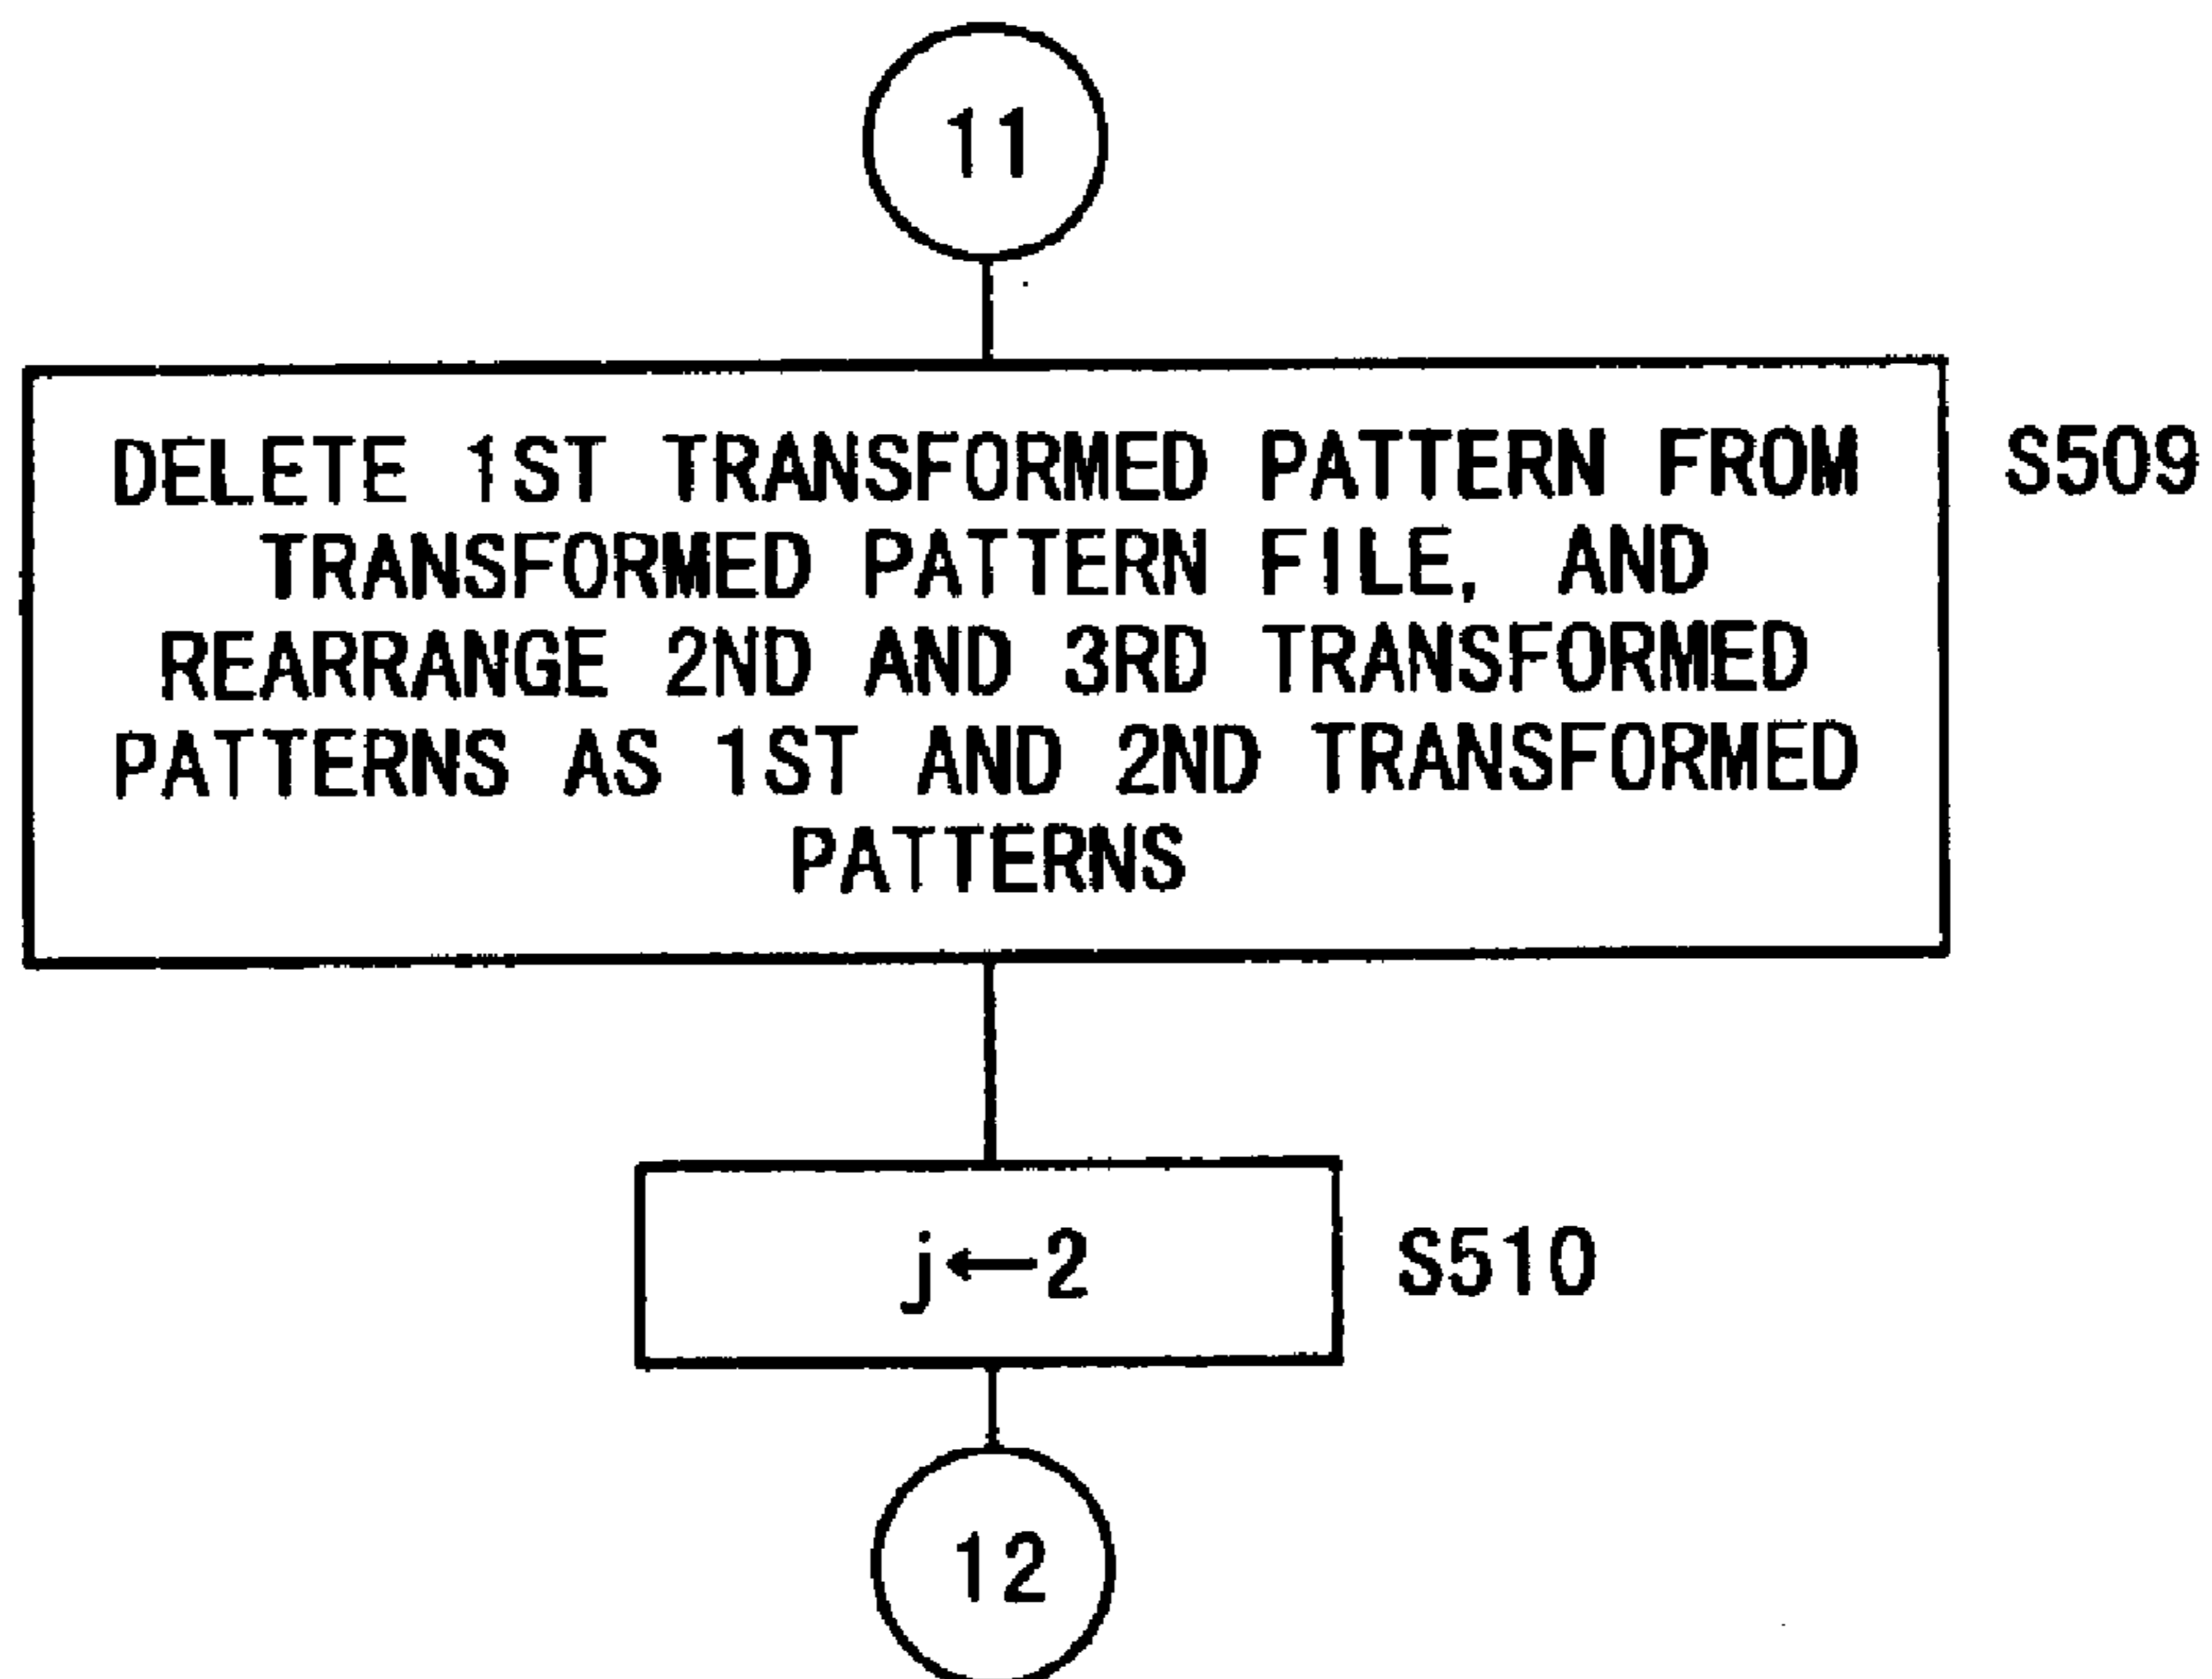 11
DELETE 1ST TRANSFORMED PATTERN FROM
TRANSFORMED PATTERN FILE, AND
REARRANGE 2ND AND 3RD TRANSFORMED
PATTERNS AS 1ST AND 2ND TRANSFORMED
PATTERNS
S509
j←2
S510
12